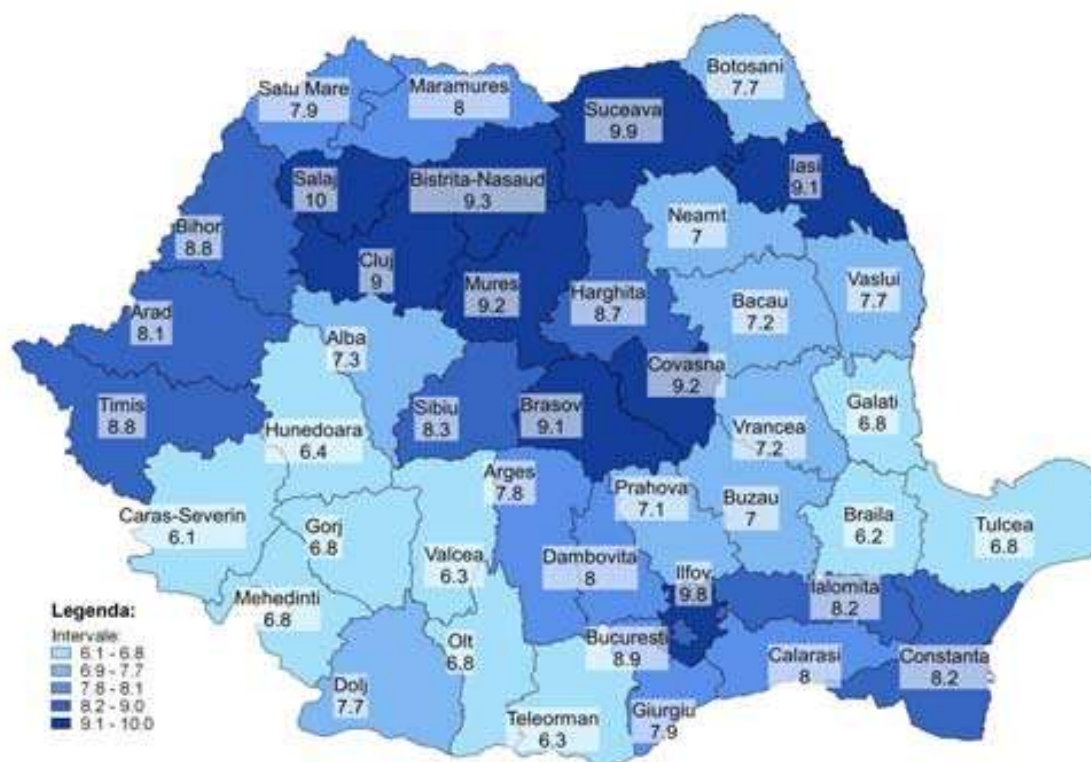 Botosani
7.7
Satu Mare
7.9
Maramures
8
Suceava
9.9
Iasi
9.1
Salaj
10
Bistrita-Nasaud
9.3
Neamt
7
Bihor
8.8
Cluj
9
Mures
9.2
Harghita
8.7
Bacau
7.2
Vaslui
7.7
Arad
8.1
Alba
7.3
Covasna
9.2
Timis
8.8
Sibiu
8.3
Brasov
9.1
Galati
6.8
Hunedoara
6.4
Vrancea
7.2
Arges
7.8
Prahova
7.1
Buzau
7
Caras-Severin
6.1
Gorj
6.8
Valcea
6.3
Braila
6.2
Tulcea
6.8
Dambovita
8
Ilfov
9.8
Ialomita
8.2
Mehedinti
6.8
Olt
6.8
Bucuresti
8.9
Calarasi
8
Constanta
8.2
Dolj
7.7
Teleorman
6.3
Giurgiu
7.9
Legenda:
Intervale:
6.1 - 6.8
6.9 - 7.7
7.8 - 8.1
8.2 - 9.0
9.1 - 10.0